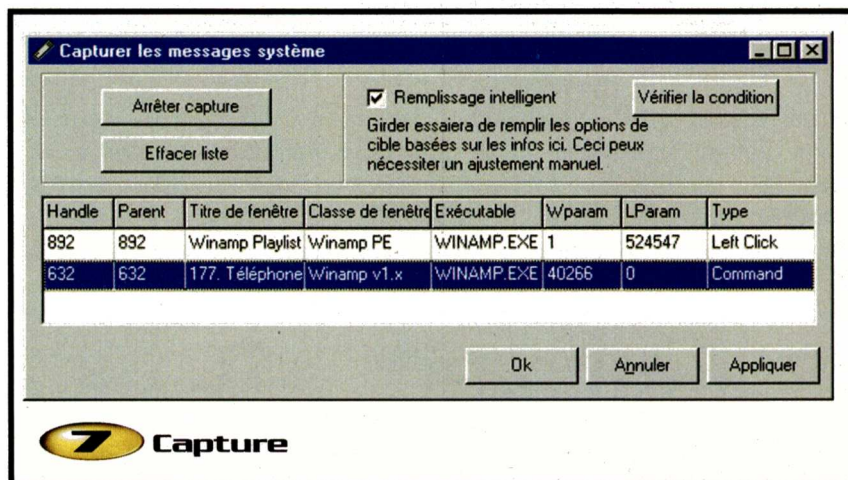 Capturer les messages système
Arrêter capture
Effacer liste
Remplissage intelligent
Vérifier la condition
Girder essaiera de remplir les options de
cible basées sur les infos ici. Ceci peux
nécessiter un ajustement manuel.
Handle Parent Titre de fenêtre Classe de fenêtre Exécutable Wparam LParam Type
892 892 Winamp Playlist Winamp PE WINAMP.EXE 1 524547 Left Click
632 632 177. Téléphone Winamp v1.x WINAMP.EXE 40266 0 Command
Ok Annuler Appliquer
7 Capture